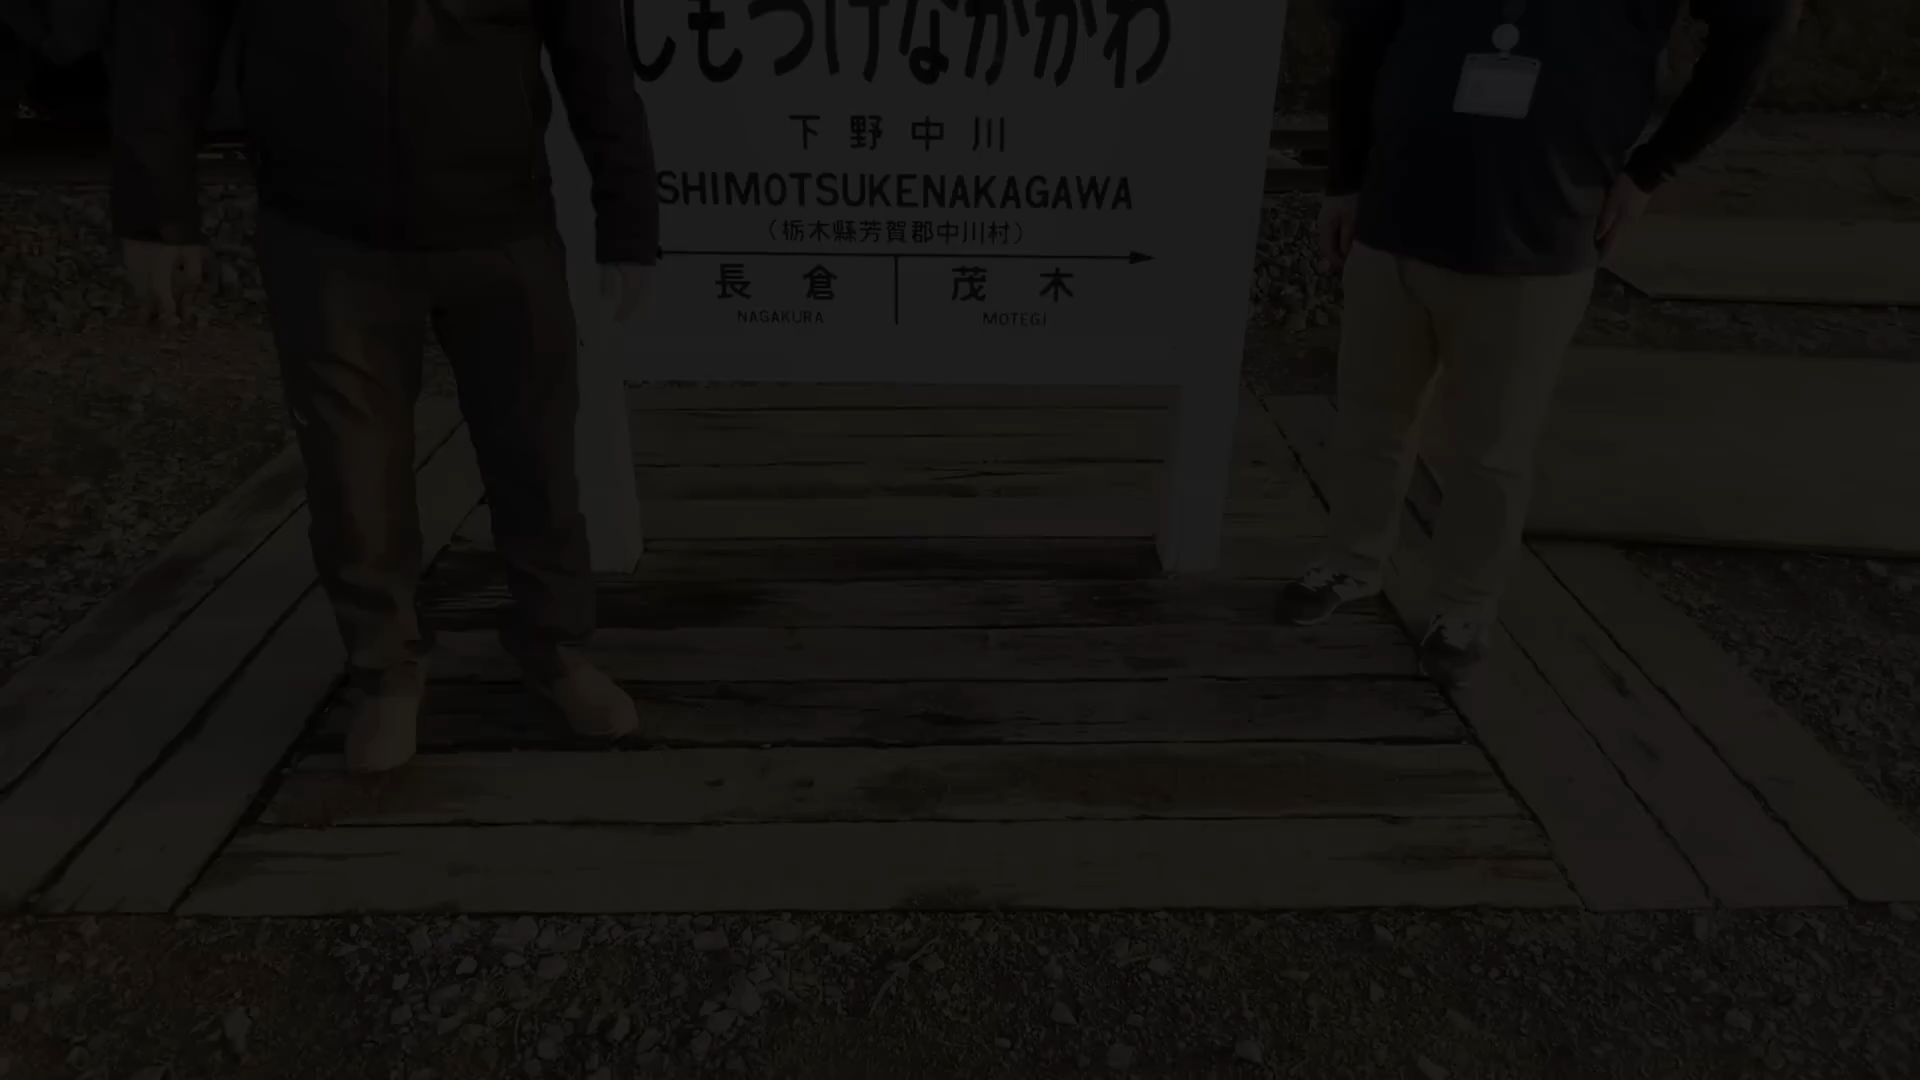 しもつけなかがわ
下野中川
SHIMOTSUKENAKAGAWA
（栃木縣芳賀郡中川村）
長倉 茂木
NAGAKURA MOTEGI